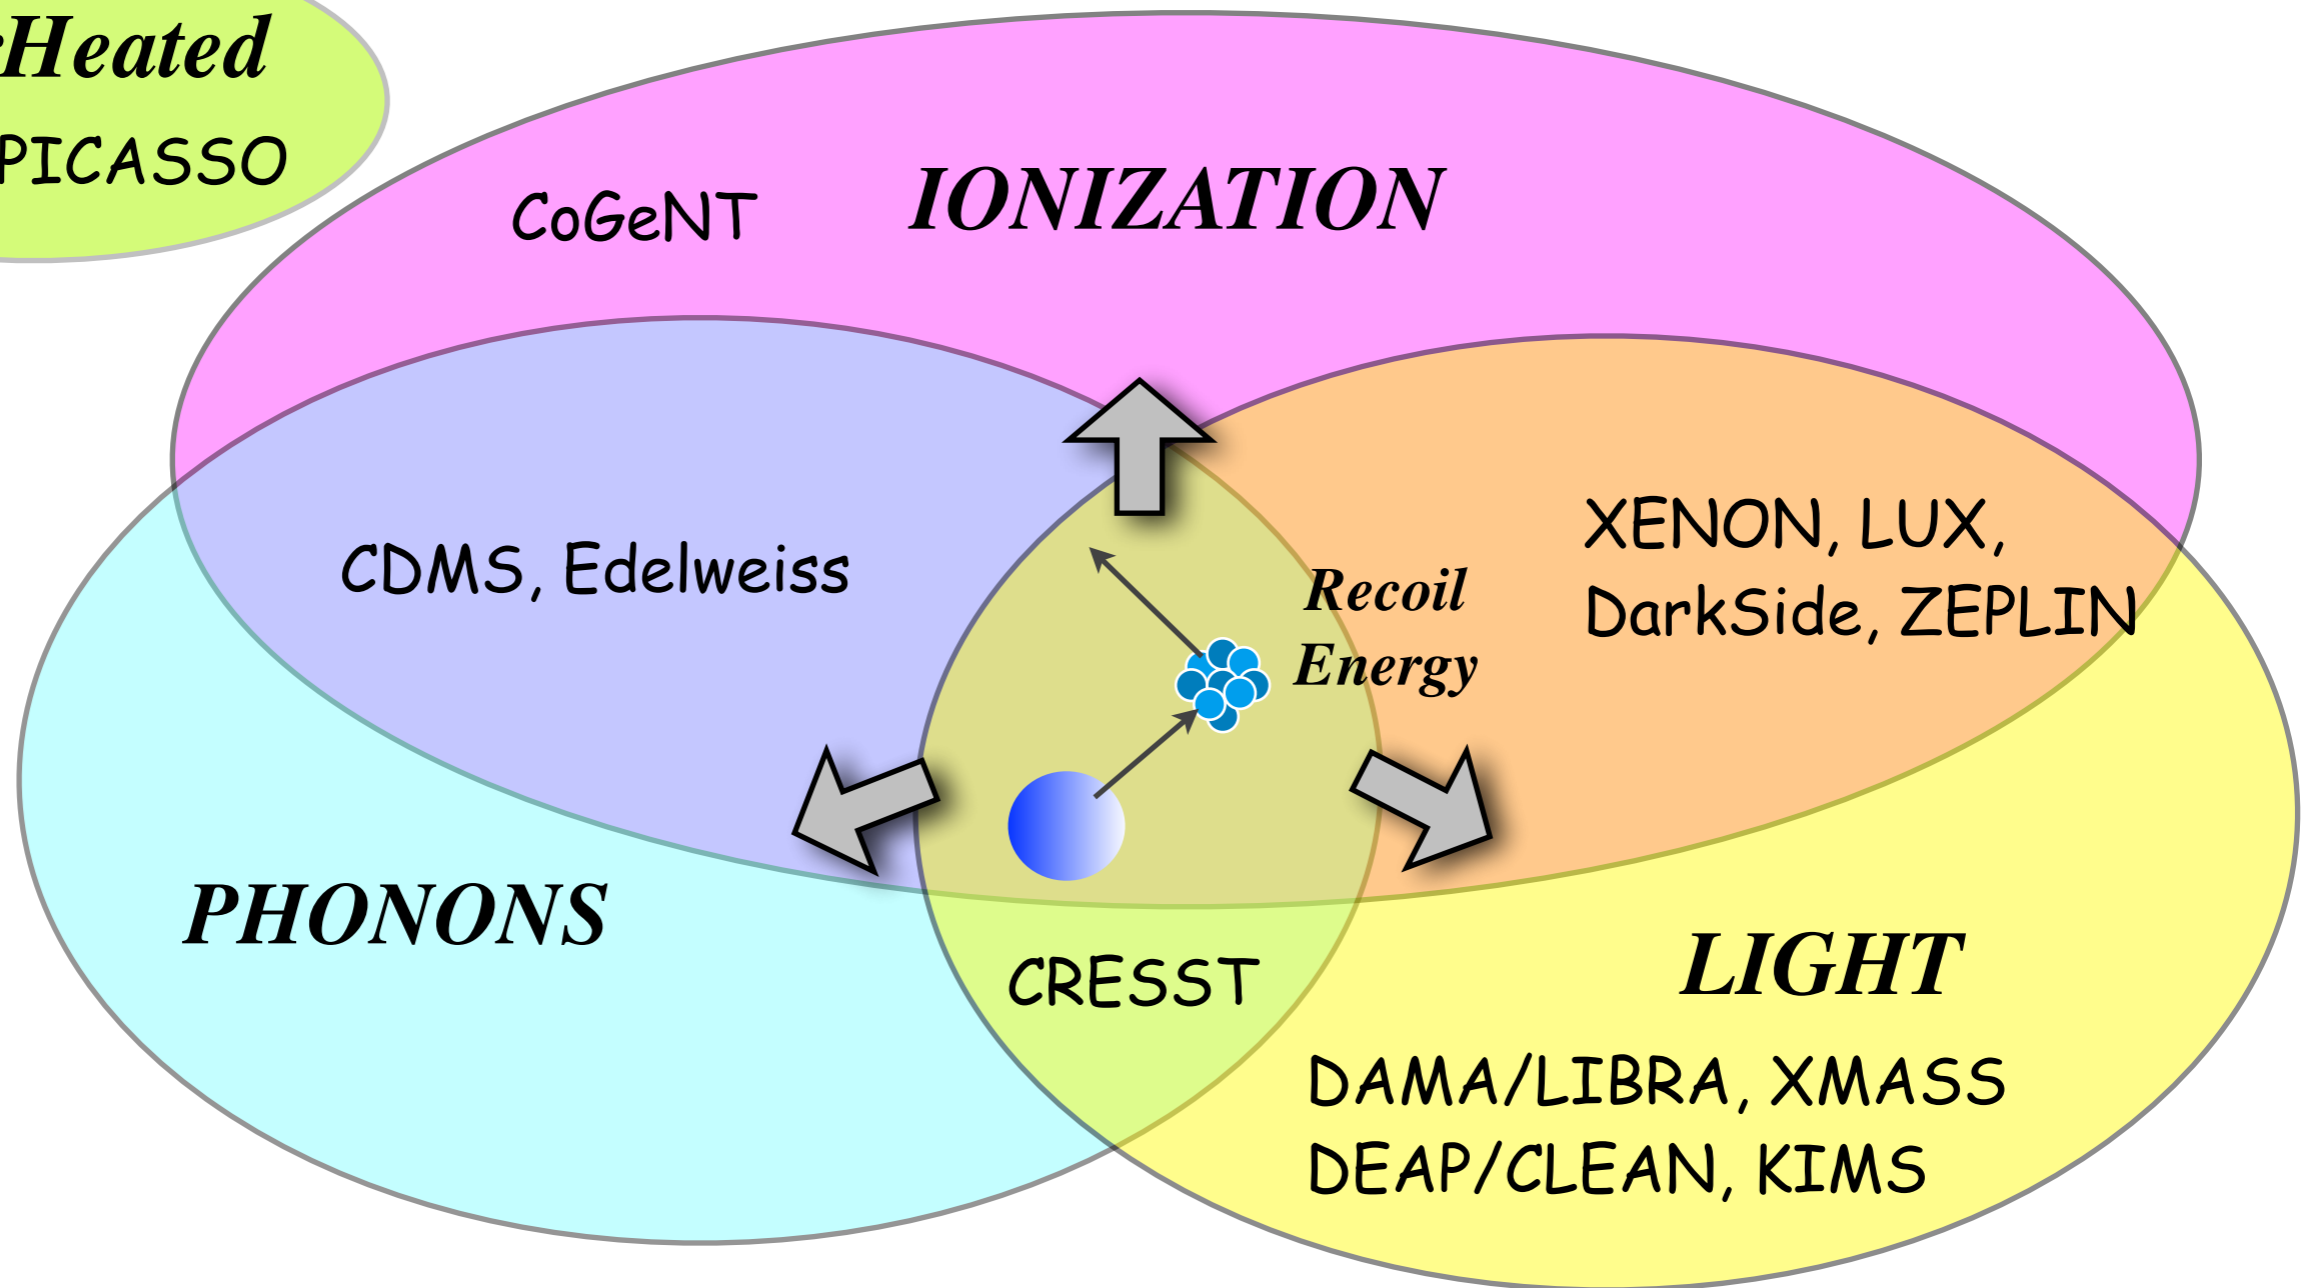 Heated
PICASSO
CoGeNT
IONIZATION
CDMS, Edelweiss
XENON, LUX,
DarkSide, ZEPLIN
Recoil
Energy
PHONONS
CRESST
LIGHT
DAMA/LIBRA, XMASS
DEAP/CLEAN, KIMS